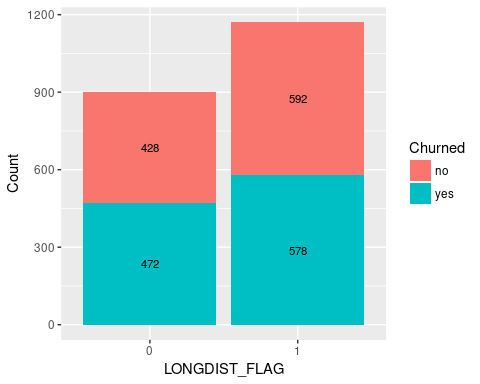 1200
900
600
300
0
Count
592
428
578
472
0
1
LONGDIST_FLAG
Churned
no
yes